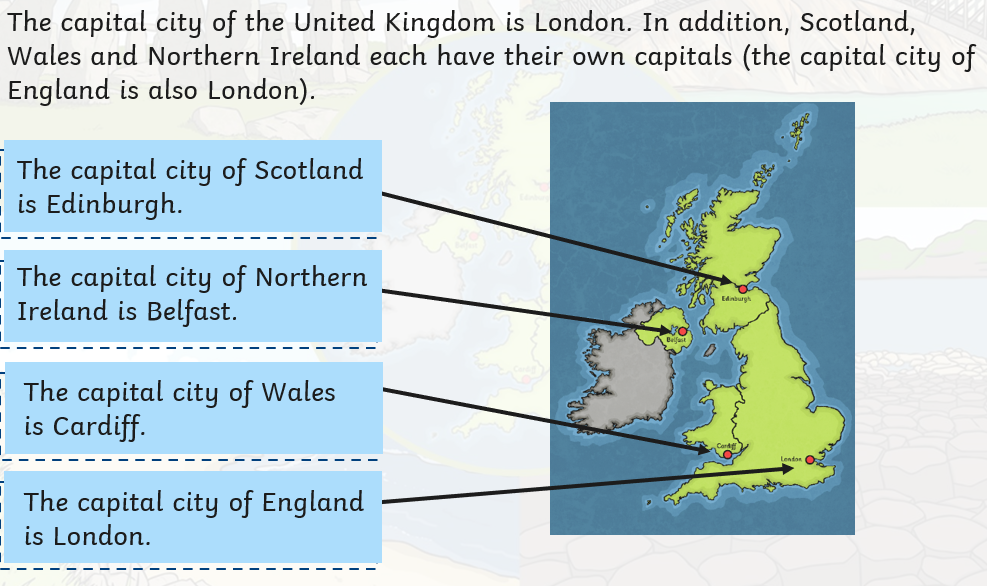 The capital city of the United Kingdom is London. In addition, Scotland,
Wales and Northern Ireland each have their own capitals (the capital city of
England is also London).
The capital city of Scotland
is Edinburgh.
The capital city of Northern
Ireland is Belfast.
The capital city of Wales
is Cardiff.
The capital city of England
is London.
Edinburgh
Belfast
Cardiff
London